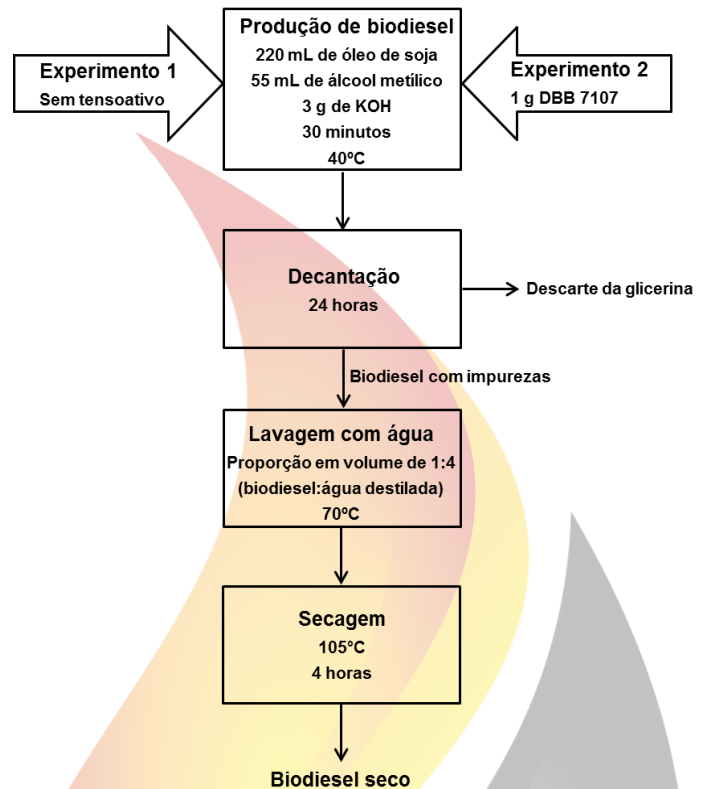 Produção de biodiesel
220 mL de óleo de soja
55 mL de álcool metílico
3 g de KOH
30 minutos
40ºC
Experimento 1
Sem tensoativo
Experimento 2
1 g DBB 7107
Decantação
24 horas
Descarte da glicerina
Biodiesel com impurezas
Lavagem com água
Proporção em volume de 1:4
(biodiesel:água destilada)
70ºC
Secagem
105ºC
4 horas
Biodiesel seco